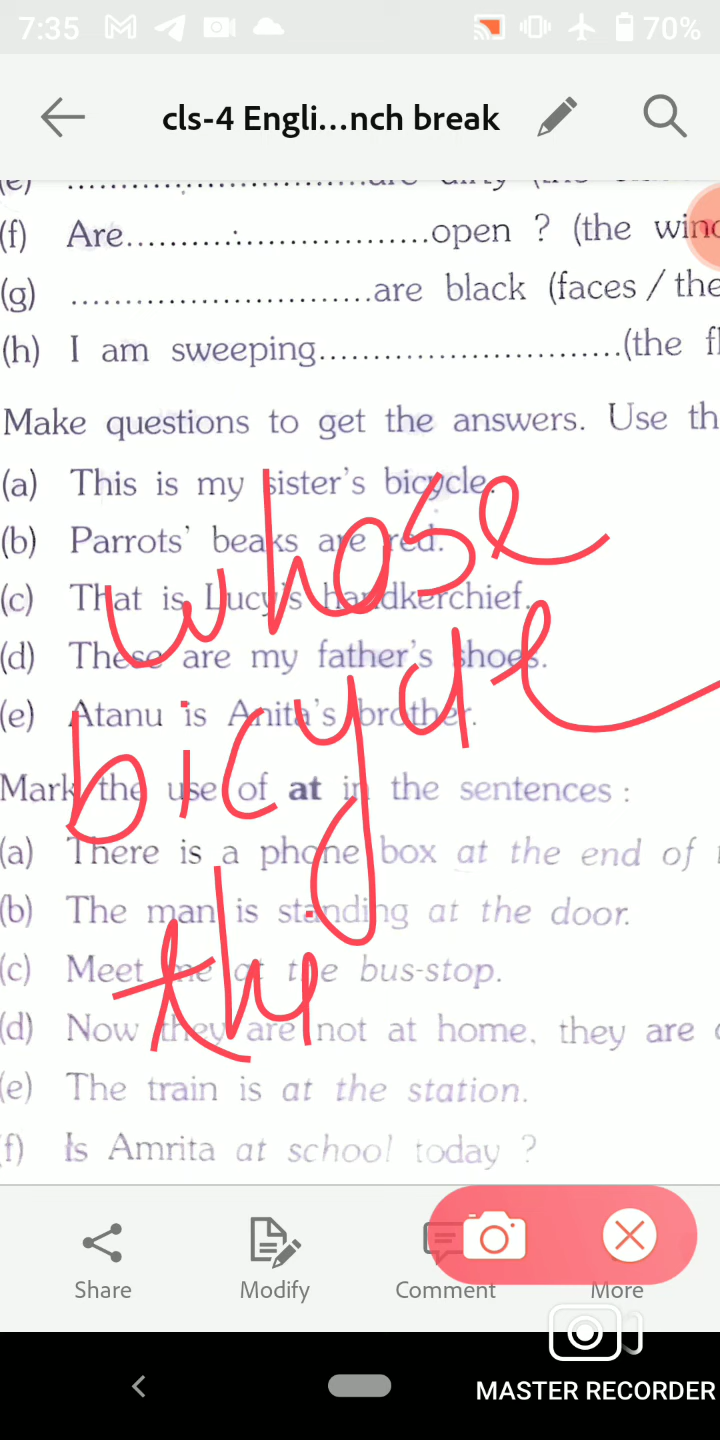 7:35 70%
cls-4 Engli...nch break
(f) Are..............................open ? (the
(g) ..............................are black (faces / the
(h) I am sweeping..............................(the
Make questions to get the answers. Use
(a) This is my sister's bicycle.
(b) Parrots' beaks are red.
(c) That is Lucy's handkerchief.
(d) These are my father's shoes.
(e) Atanu is Anita's brother.
whose
bicycle
the
Mark the use of at in the sentences :
(a) There is a phone box at the end of
(b) The man is standing at the door.
(c) Meet me at the bus-stop.
(d) Now they are not at home, they are
(e) The train is at the station.
(f) Is Amrita at school today ?
Share Modify Comment More
MASTER RECORDER